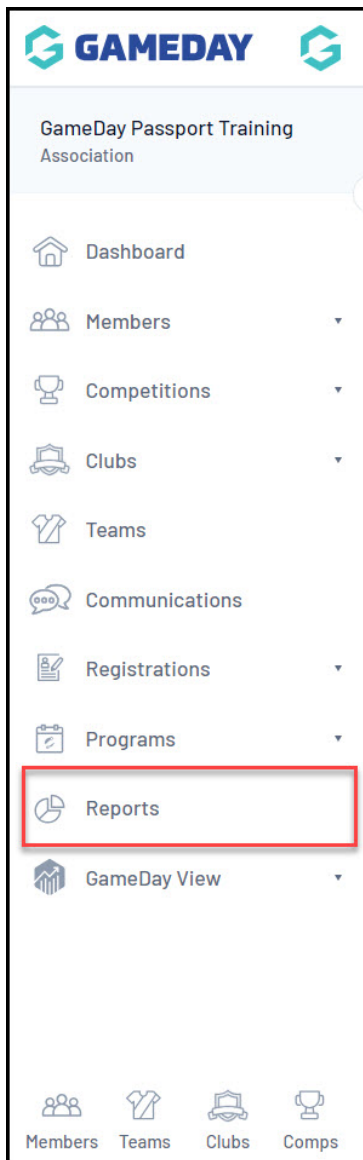 GAMEDAY
GameDay Passport Training
Association
Dashboard
Members
Competitions
Clubs
Teams
Communications
Registrations
Programs
Reports
GameDay View
Members Teams Clubs Comps